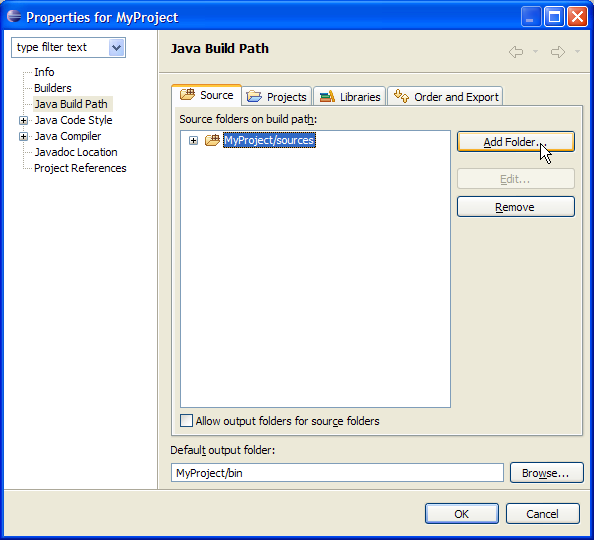 Properties for MyProject
type filter text
Info
Builders
Java Build Path
Java Code Style
Java Compiler
Javadoc Location
Project References
Java Build Path
Source
Projects
Libraries
Order and Export
Source folders on build path:
MyProject/sources
Add Folder...
Edit...
Remove
Allow output folders for source folders
Default output folder:
MyProject/bin
Browse...
OK
Cancel